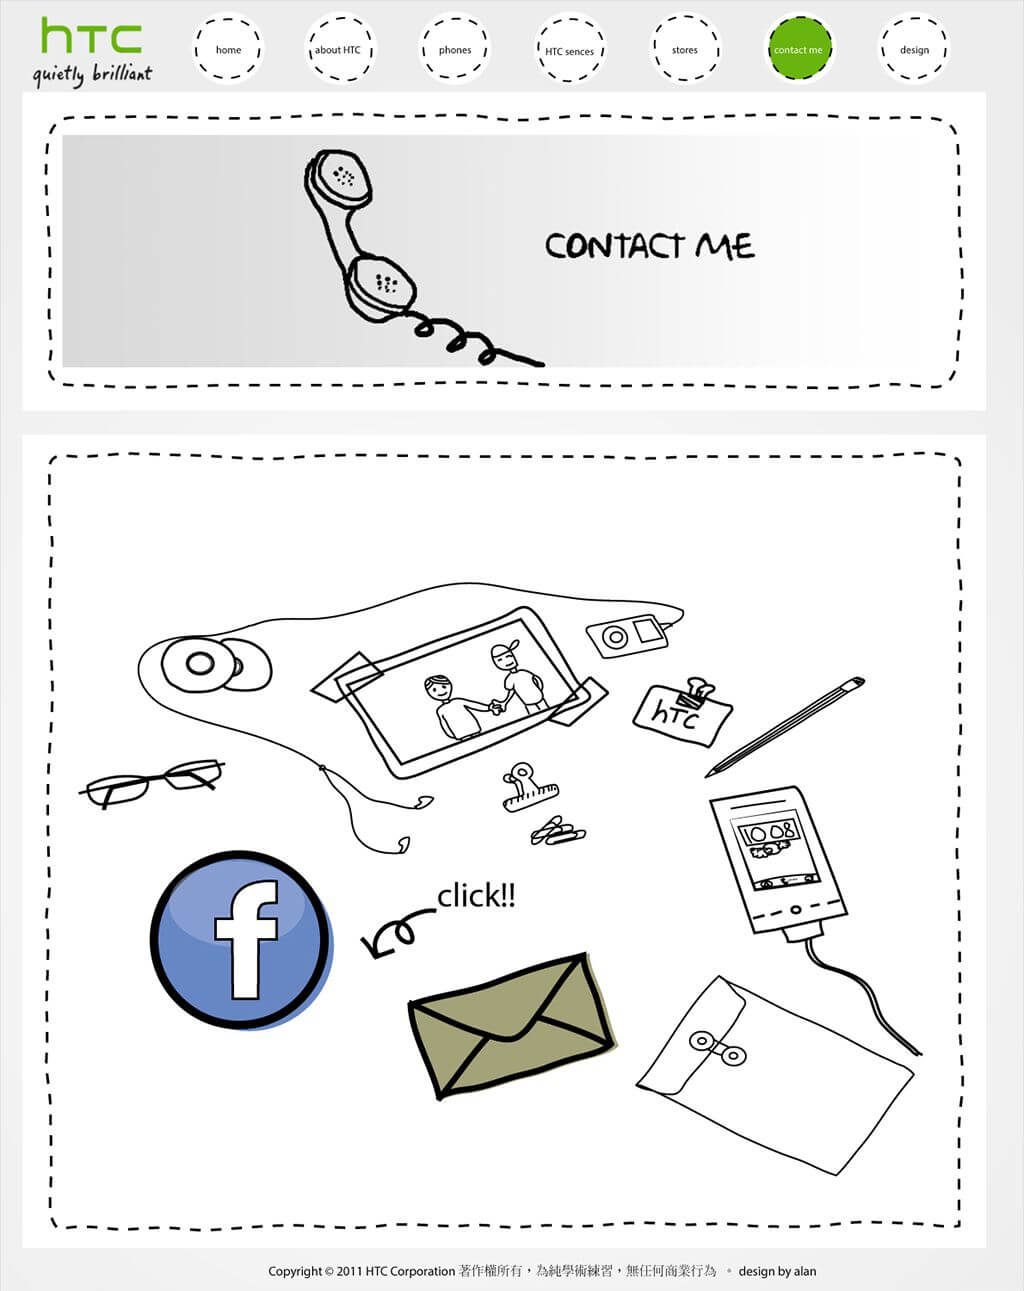 hTC
quietly brilliant
home
about HTC
phones
HTC sences
stores
contact me
design
CONTACT ME
hTC
10 08
click!!
f
Copyright © 2011 HTC Corporation 著作權所有，為純學術練習，無任何商業行為 。 design by alan